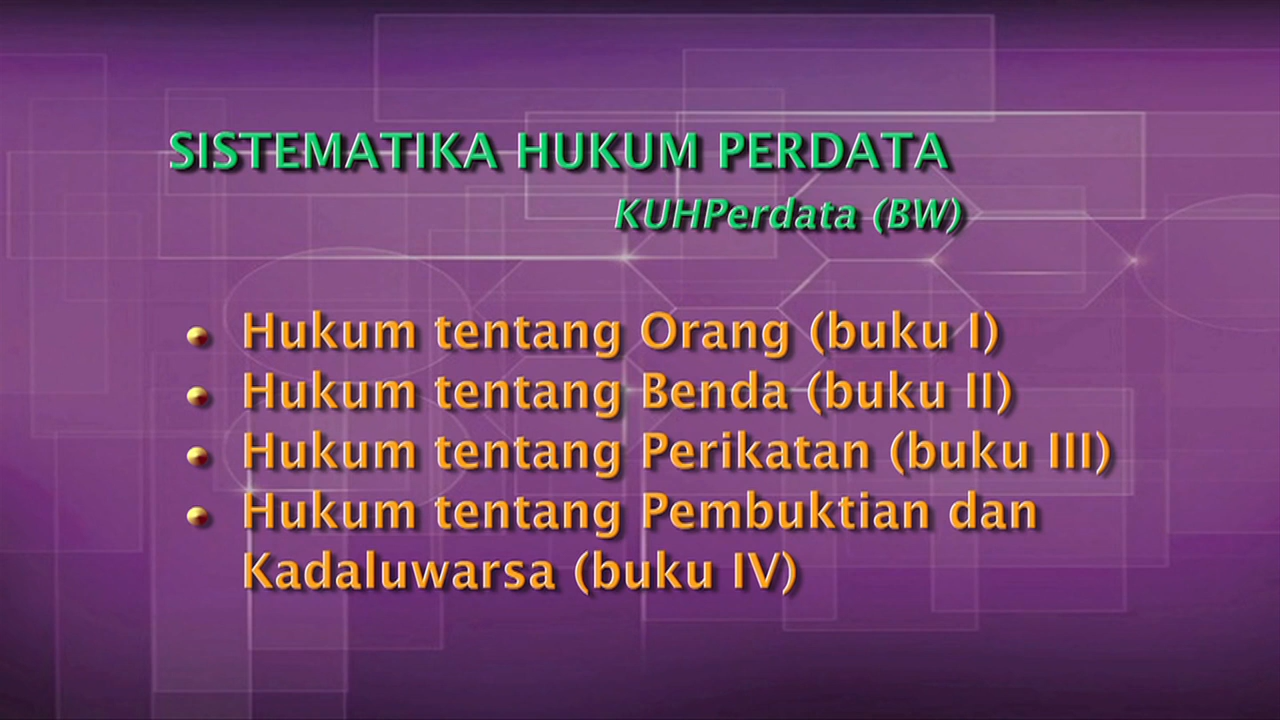 SISTEMATIKA HUKUM PERDATA
KUHPerdata (BW)
Hukum tentang Orang (buku I)
Hukum tentang Benda (buku II)
Hukum tentang Perikatan (buku III)
Hukum tentang Pembuktian dan
Kadaluwarsa (buku IV)